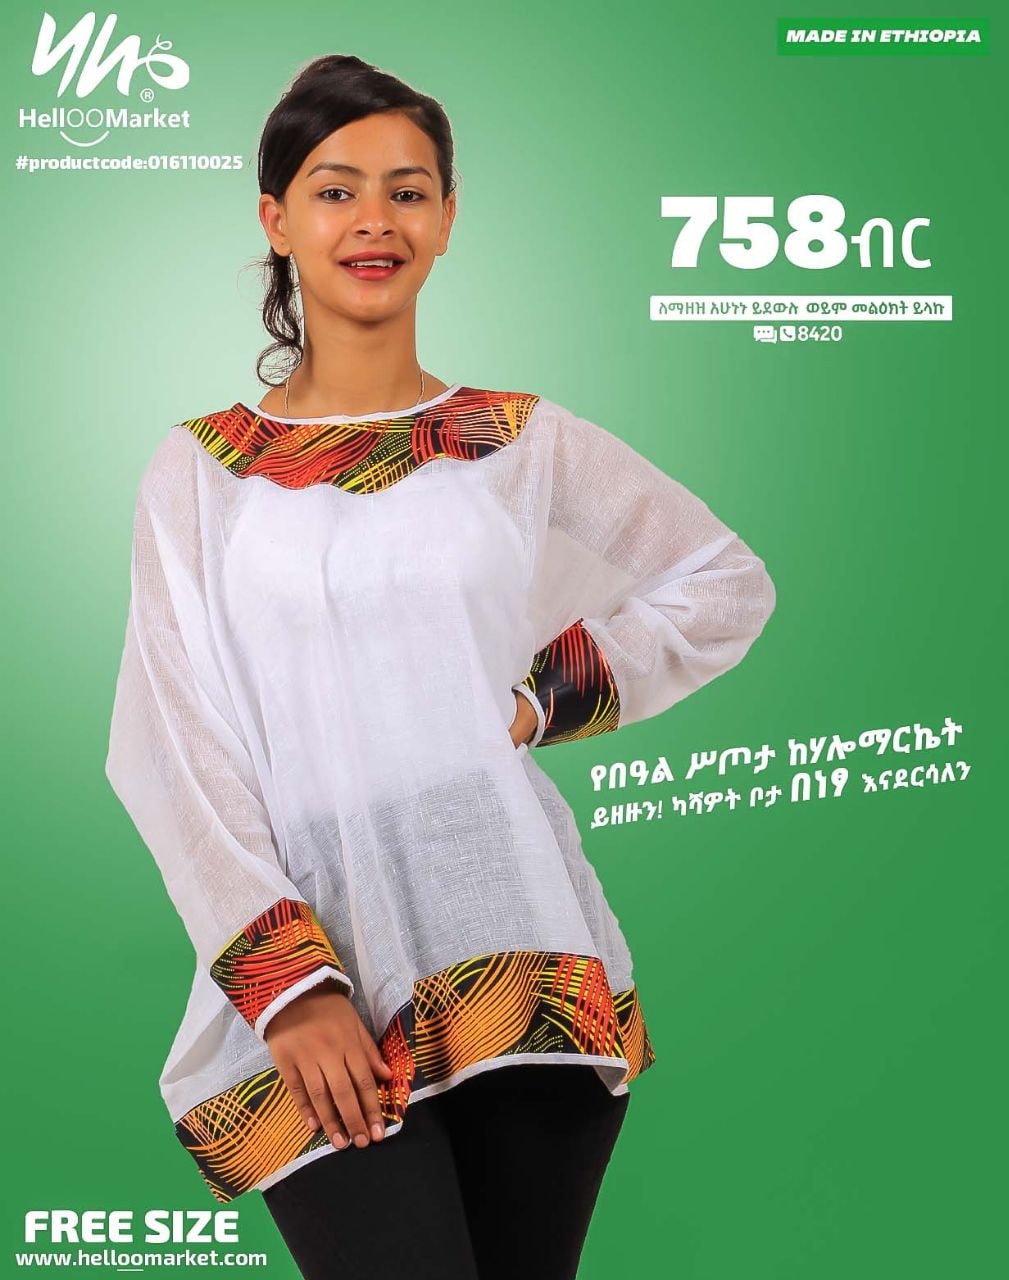 ሃሎ
®
HellOOMarket
#productcode:016110025
MADE IN ETHIOPIA
758ብር
ለማዘዝ አሁኑኑ ይደውሉ ወይም መልዕክት ይላኩ
8420
የበዓል ሥጦታ ከሃሎማርኬት
ይዘዙን! ካሻዎት ቦታ በነፃ እናደርሳለን
FREE SIZE
www.helloomarket.com